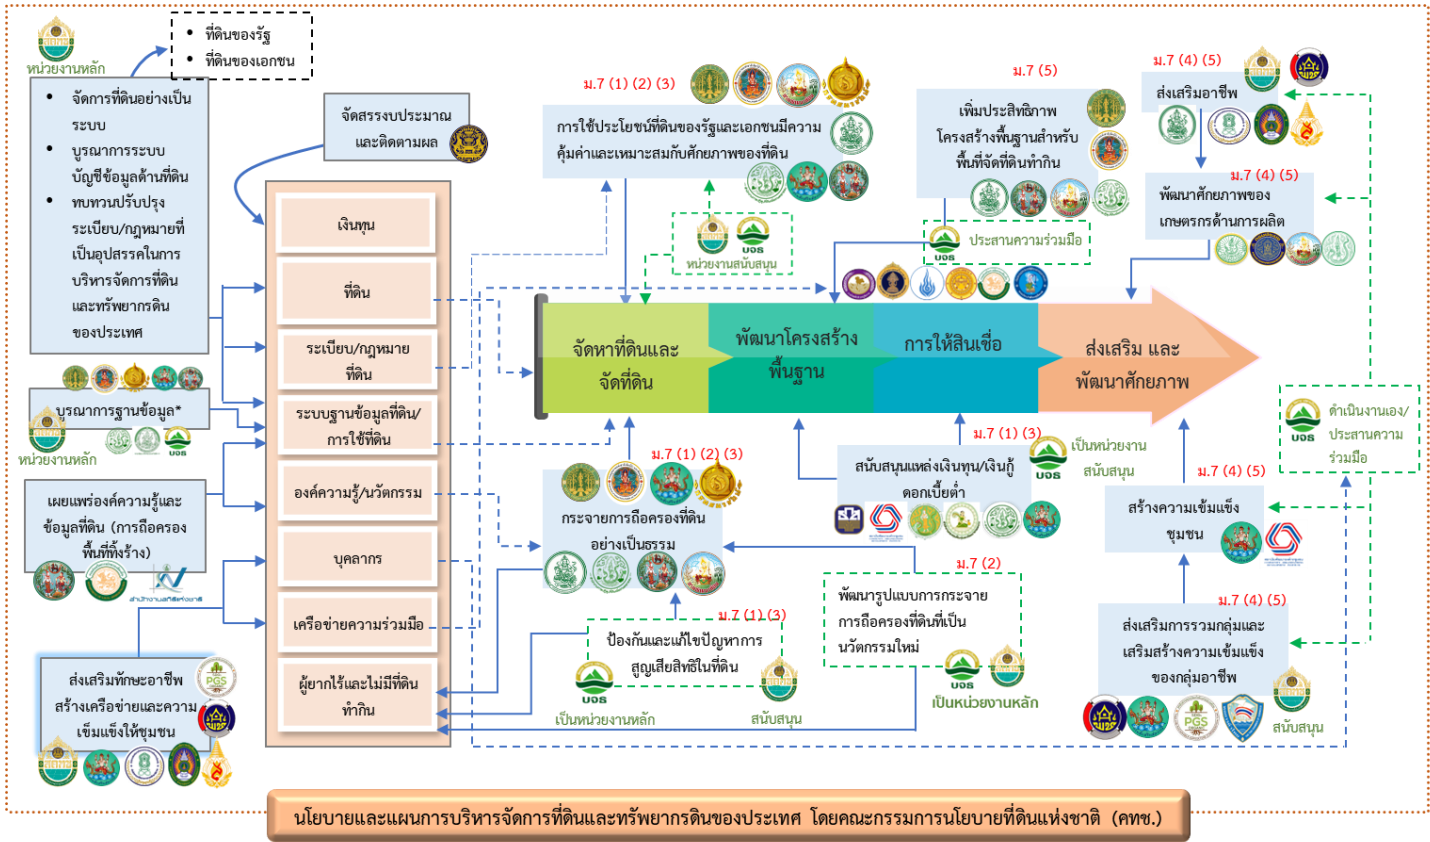 สคทช.
หน่วยงานหลัก
• ที่ดินของรัฐ
• ที่ดินของเอกชน
• จัดการที่ดินอย่างเป็น
ระบบ
• บูรณาการระบบ
บัญชีข้อมูลด้านที่ดิน
• ทบทวนปรับปรุง
ระเบียบ/กฎหมายที่
เป็นอุปสรรคในการ
บริหารจัดการที่ดิน
และทรัพยากรดิน
ของประเทศ
บูรณาการฐานข้อมูล*
หน่วยงานหลัก
บจธ
เผยแพร่องค์ความรู้และ
ข้อมูลที่ดิน (การถือครอง
พื้นที่ทิ้งร้าง)
สำนักงานสถิติแห่งชาติ
ส่งเสริมทักษะอาชีพ
สร้างเครือข่ายและความ
เข้มแข็งให้ชุมชน
PGS
จัดสรรงบประมาณ
และติดตามผล
เงินทุน
ที่ดิน
ระเบียบ/กฎหมาย
ที่ดิน
ระบบฐานข้อมูลที่ดิน/
การใช้ที่ดิน
องค์ความรู้/นวัตกรรม
บุคลากร
เครือข่ายความร่วมมือ
ผู้ยากไร้และไม่มีที่ดิน
ทำกิน
ม.7 (1) (2) (3)
การใช้ประโยชน์ที่ดินของรัฐและเอกชนมีความ
คุ้มค่าและเหมาะสมกับศักยภาพของที่ดิน
บจธ
หน่วยงานสนับสนุน
ม.7 (5)
เพิ่มประสิทธิภาพ
โครงสร้างพื้นฐานสำหรับ
พื้นที่จัดที่ดินทำกิน
บจธ
ประสานความร่วมมือ
ม.7 (4) (5)
ส่งเสริมอาชีพ
ม.7 (4) (5)
พัฒนาศักยภาพของ
เกษตรกรด้านการผลิต
จัดหาที่ดินและ
จัดที่ดิน
พัฒนาโครงสร้าง
พื้นฐาน
การให้สินเชื่อ
ส่งเสริม และ
พัฒนาศักยภาพ
ม.7 (1) (2) (3)
กระจายการถือครองที่ดิน
อย่างเป็นธรรม
ม.7 (1) (3)
สนับสนุนแหล่งเงินทุน/เงินกู้
ดอกเบี้ยต่ำ
บจธ
เป็นหน่วยงาน
สนับสนุน
บจธ
ดำเนินงานเอง/
ประสานความ
ร่วมมือ
ม.7 (4) (5)
สร้างความเข้มแข็ง
ชุมชน
ม.7 (1) (3)
ป้องกันและแก้ไขปัญหาการ
สูญเสียสิทธิในที่ดิน
บจธ
เป็นหน่วยงานหลัก
สนับสนุน
ม.7 (2)
พัฒนารูปแบบการกระจาย
การถือครองที่ดินที่เป็น
นวัตกรรมใหม่
บจธ
เป็นหน่วยงานหลัก
ม.7 (4) (5)
ส่งเสริมการรวมกลุ่มและ
เสริมสร้างความเข้มแข็ง
ของกลุ่มอาชีพ
PGS
สนับสนุน
นโยบายและแผนการบริหารจัดการที่ดินและทรัพยากรดินของประเทศ โดยคณะกรรมการนโยบายที่ดินแห่งชาติ (คทช.)